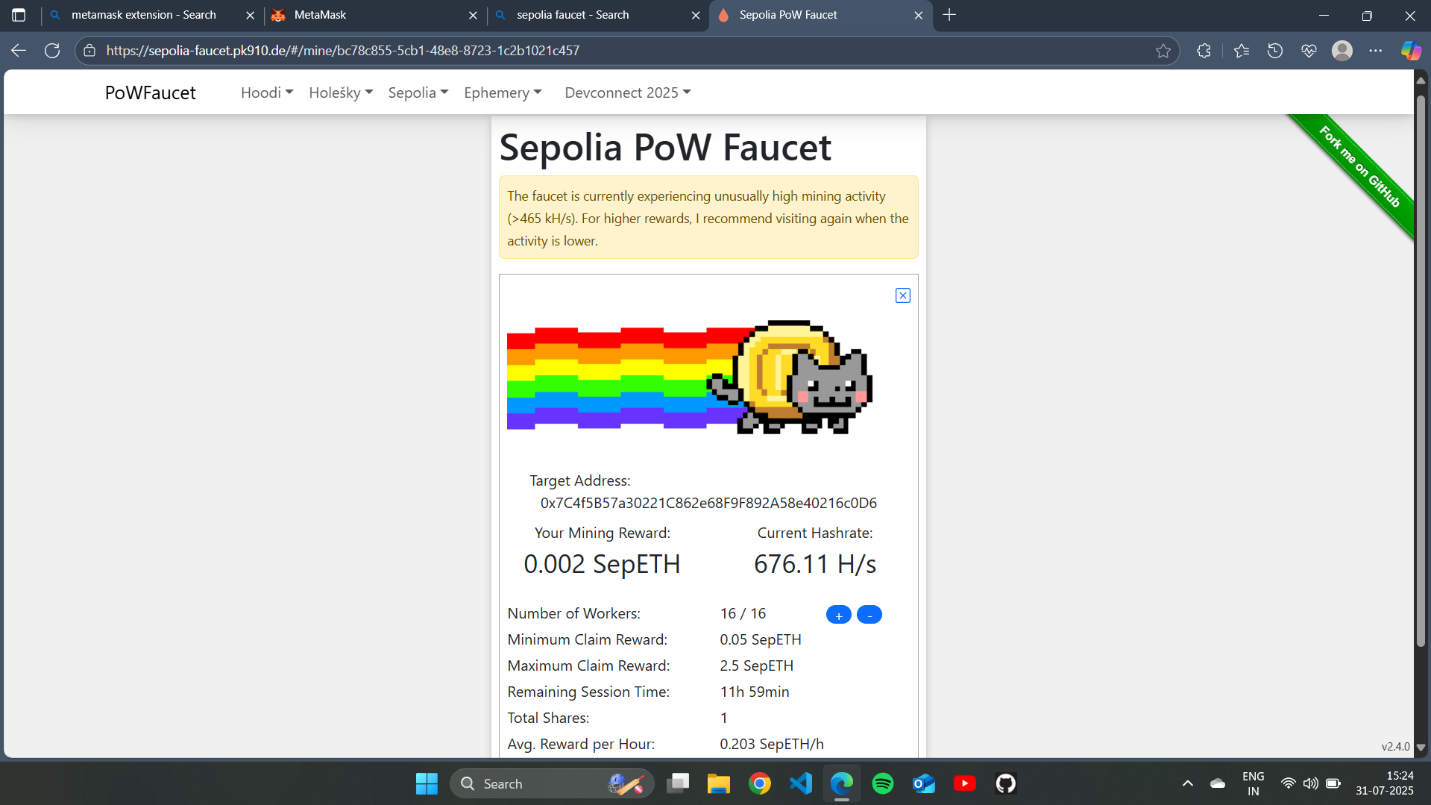 metamask extension - Search
MetaMask
sepolia faucet - Search
Sepolia PoW Faucet
https://sepolia-faucet.pk910.de/#/mine/bc78c855-5cb1-48e8-8723-1c2b1021c457
PoWFaucet
Hoodi
Holešky
Sepolia
Ephemery
Devconnect 2025
Fork me on GitHub
Sepolia PoW Faucet
The faucet is currently experiencing unusually high mining activity
(>465 kH/s). For higher rewards, I recommend visiting again when the
activity is lower.
Target Address:
0x7C4f5B57a30221C862e68F9F892A58e40216c0D6
Your Mining Reward:
Current Hashrate:
0.002 SepETH
676.11 H/s
Number of Workers: 16 / 16 + -
Minimum Claim Reward: 0.05 SepETH
Maximum Claim Reward: 2.5 SepETH
Remaining Session Time: 11h 59min
Total Shares: 1
Avg. Reward per Hour: 0.203 SepETH/h
v2.4.0
Search
ENG
IN
15:24
31-07-2025